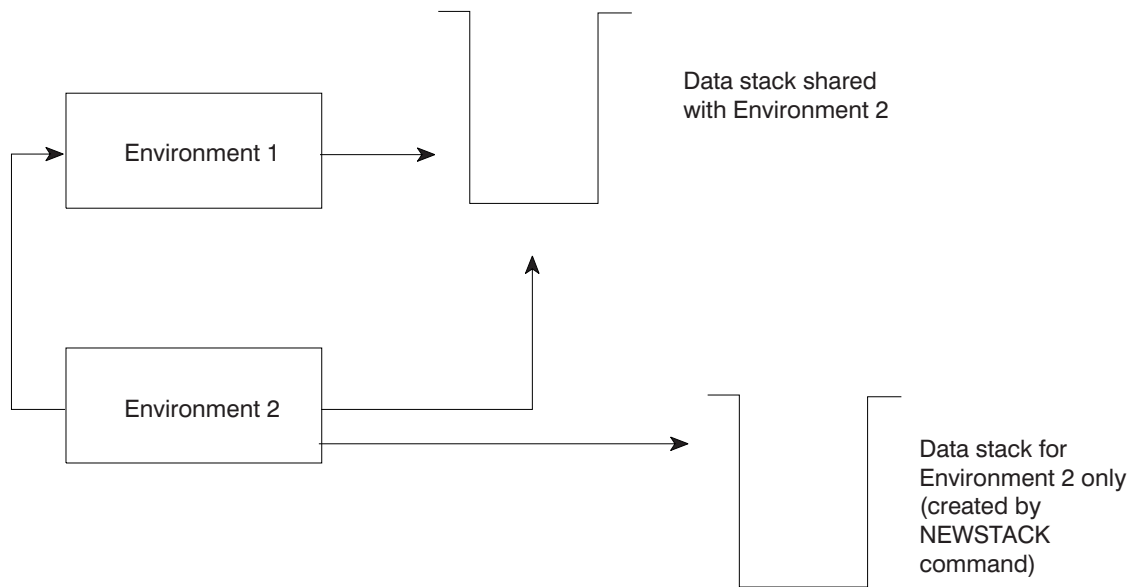 Data stack shared
with Environment 2
Environment 1
Environment 2
Data stack for
Environment 2 only
(created by
NEWSTACK
command)